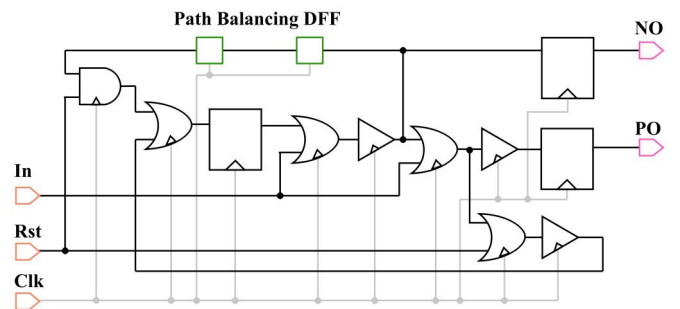 Path Balancing DFF
NO
PO
In
Rst
Clk